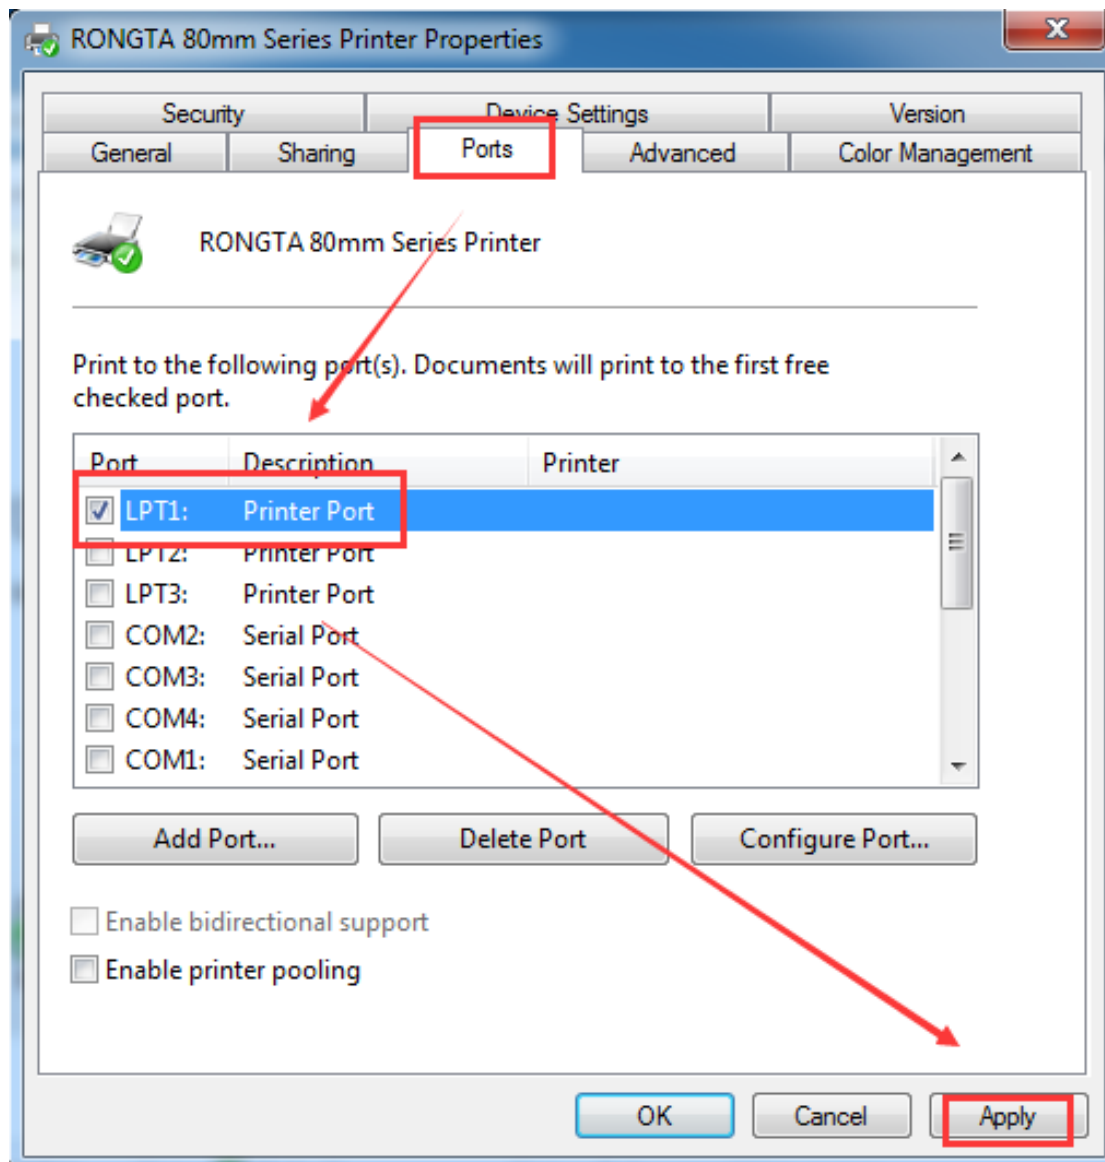 RONGTA 80mm Series Printer Properties
Security Device Settings Version
General Sharing Ports Advanced Color Management
RONGTA 80mm Series Printer
Print to the following port(s). Documents will print to the first free
checked port.
Port Description Printer
LPT1: Printer Port
LPT2: Printer Port
LPT3: Printer Port
COM2: Serial Port
COM3: Serial Port
COM4: Serial Port
COM1: Serial Port
Add Port... Delete Port Configure Port...
Enable bidirectional support
Enable printer pooling
OK Cancel Apply